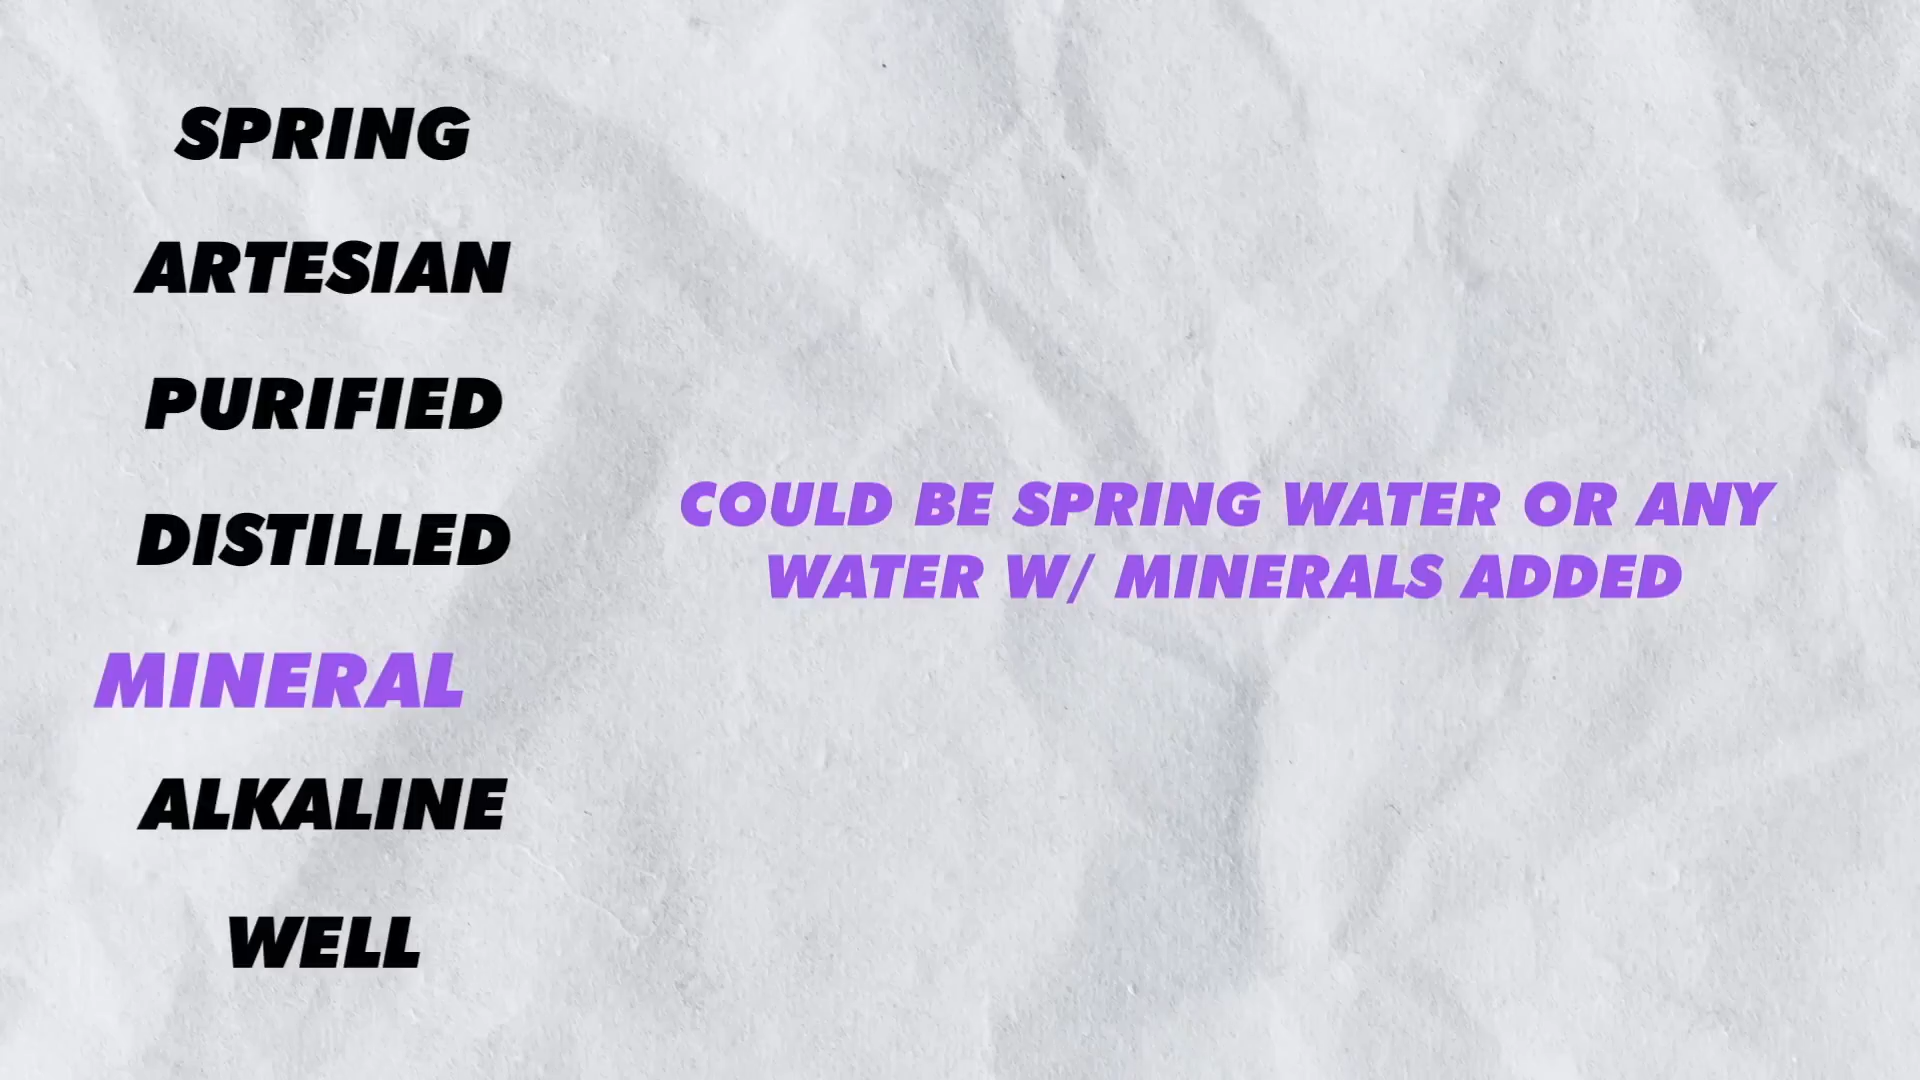 SPRING
ARTESIAN
PURIFIED
DISTILLED
MINERAL
ALKALINE
WELL
COULD BE SPRING WATER OR ANY
WATER W/ MINERALS ADDED